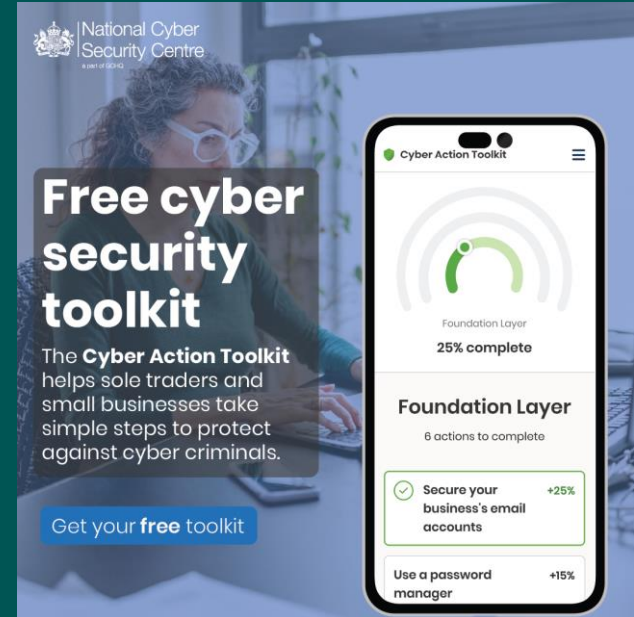 National Cyber
Security Centre
a part of GCHQ
Free cyber
security
toolkit
The Cyber Action Toolkit
helps sole traders and
small businesses take
simple steps to protect
against cyber criminals.
Get your free toolkit
Cyber Action Toolkit
Foundation Layer
25% complete
Foundation Layer
6 actions to complete
Secure your +25%
business's email
accounts
Use a password +15%
manager